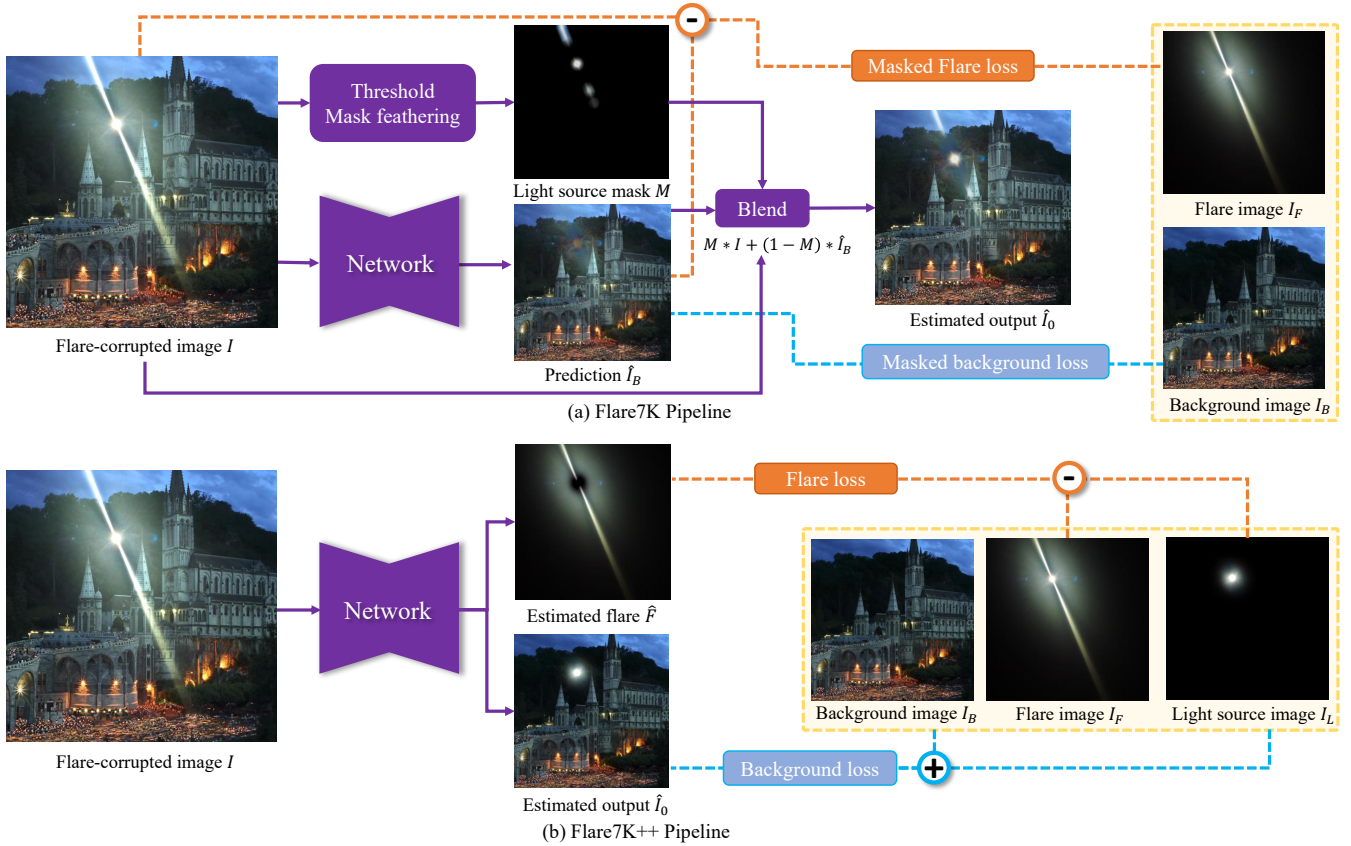 -
Masked Flare loss
Threshold
Mask feathering
Light source mask M
Flare image I_F
Blend
M * I + (1 − M) * Î_B
Network
Estimated output Î_0
Flare-corrupted image I
Prediction Î_B
Masked background loss
Background image I_B
(a) Flare7K Pipeline
Flare loss
-
Network
Estimated flare F̂
Background image I_B
Flare image I_F
Light source image I_L
Flare-corrupted image I
Background loss
+
Estimated output Î_0
(b) Flare7K++ Pipeline